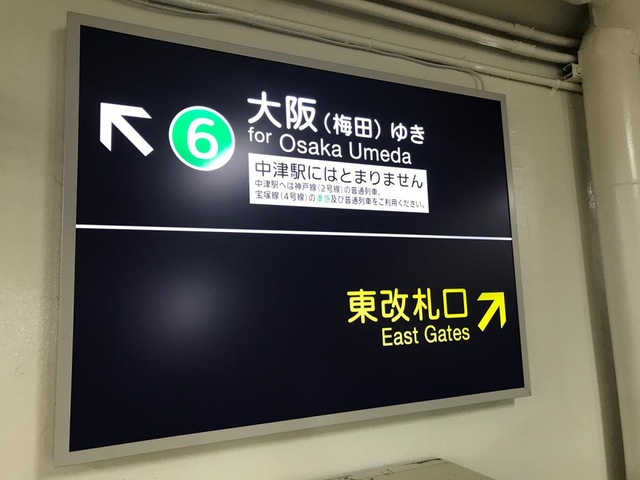 6
大阪(梅田)ゆき
for Osaka Umeda
中津駅にはとまりません
中津駅へは神戸線(2号線)の普通列車、
宝塚線(4号線)の準急及び普通列車をご利用ください。
東改札口
East Gates